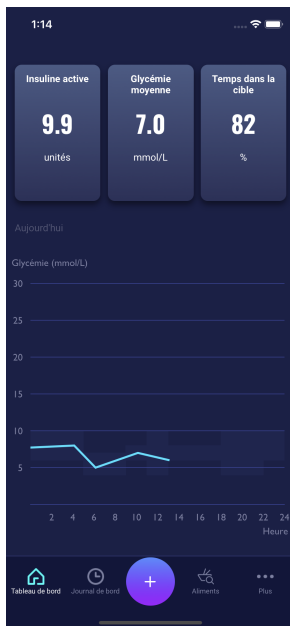 1:14
Insuline active
9.9
unités
Glycémie
moyenne
7.0
mmol/L
Temps dans la
cible
82
%
Aujourd'hui
Glycémie (mmol/L)
30
25
20
15
10
5
2 4 6 8 10 12 14 16 18 20 22 24
Heure
Tableau de bord
Journal de bord
Aliments
Plus